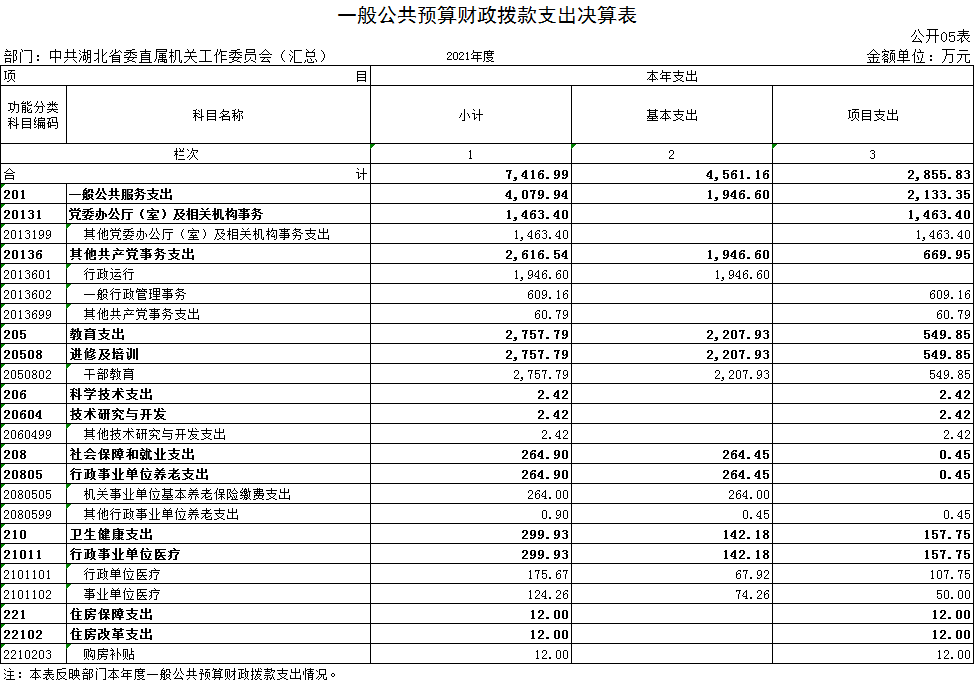 一般公共预算财政拨款支出决算表
公开05表
部门：中共湖北省委直属机关工作委员会（汇总） 2021年度 金额单位：万元
项 目 本年支出
功能分类科目编码 科目名称 小计 基本支出 项目支出
栏次 1 2 3
合 计 7,416.99 4,561.16 2,855.83
201 一般公共服务支出 4,079.94 1,946.60 2,133.35
20131 党委办公厅（室）及相关机构事务 1,463.40 1,463.40
2013199 其他党委办公厅（室）及相关机构事务支出 1,463.40 1,463.40
20136 其他共产党事务支出 2,616.54 1,946.60 669.95
2013601 行政运行 1,946.60 1,946.60
2013602 一般行政管理事务 609.16 609.16
2013699 其他共产党事务支出 60.79 60.79
205 教育支出 2,757.79 2,207.93 549.85
20508 进修及培训 2,757.79 2,207.93 549.85
2050802 干部教育 2,757.79 2,207.93 549.85
206 科学技术支出 2.42 2.42
20604 技术研究与开发 2.42 2.42
2060499 其他技术研究与开发支出 2.42 2.42
208 社会保障和就业支出 264.90 264.45 0.45
20805 行政事业单位养老支出 264.90 264.45 0.45
2080505 机关事业单位基本养老保险缴费支出 264.00 264.00
2080599 其他行政事业单位养老支出 0.90 0.45 0.45
210 卫生健康支出 299.93 142.18 157.75
21011 行政事业单位医疗 299.93 142.18 157.75
2101101 行政单位医疗 175.67 67.92 107.75
2101102 事业单位医疗 124.26 74.26 50.00
221 住房保障支出 12.00 12.00
22102 住房改革支出 12.00 12.00
2210203 购房补贴 12.00 12.00
注：本表反映部门本年度一般公共预算财政拨款支出情况。